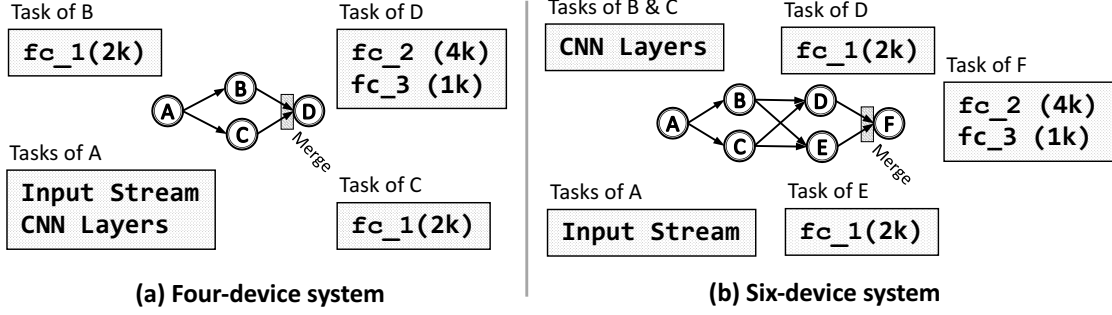 Task of B
fc_1(2k)
Task of D
fc_2 (4k)
fc_3 (1k)
A
B
C
D
Merge
Tasks of A
Input Stream
CNN Layers
Task of C
fc_1(2k)
(a) Four-device system
Tasks of B & C
CNN Layers
Task of D
fc_1(2k)
Task of F
fc_2 (4k)
fc_3 (1k)
A
B
C
D
E
F
Merge
Tasks of A
Input Stream
Task of E
fc_1(2k)
(b) Six-device system